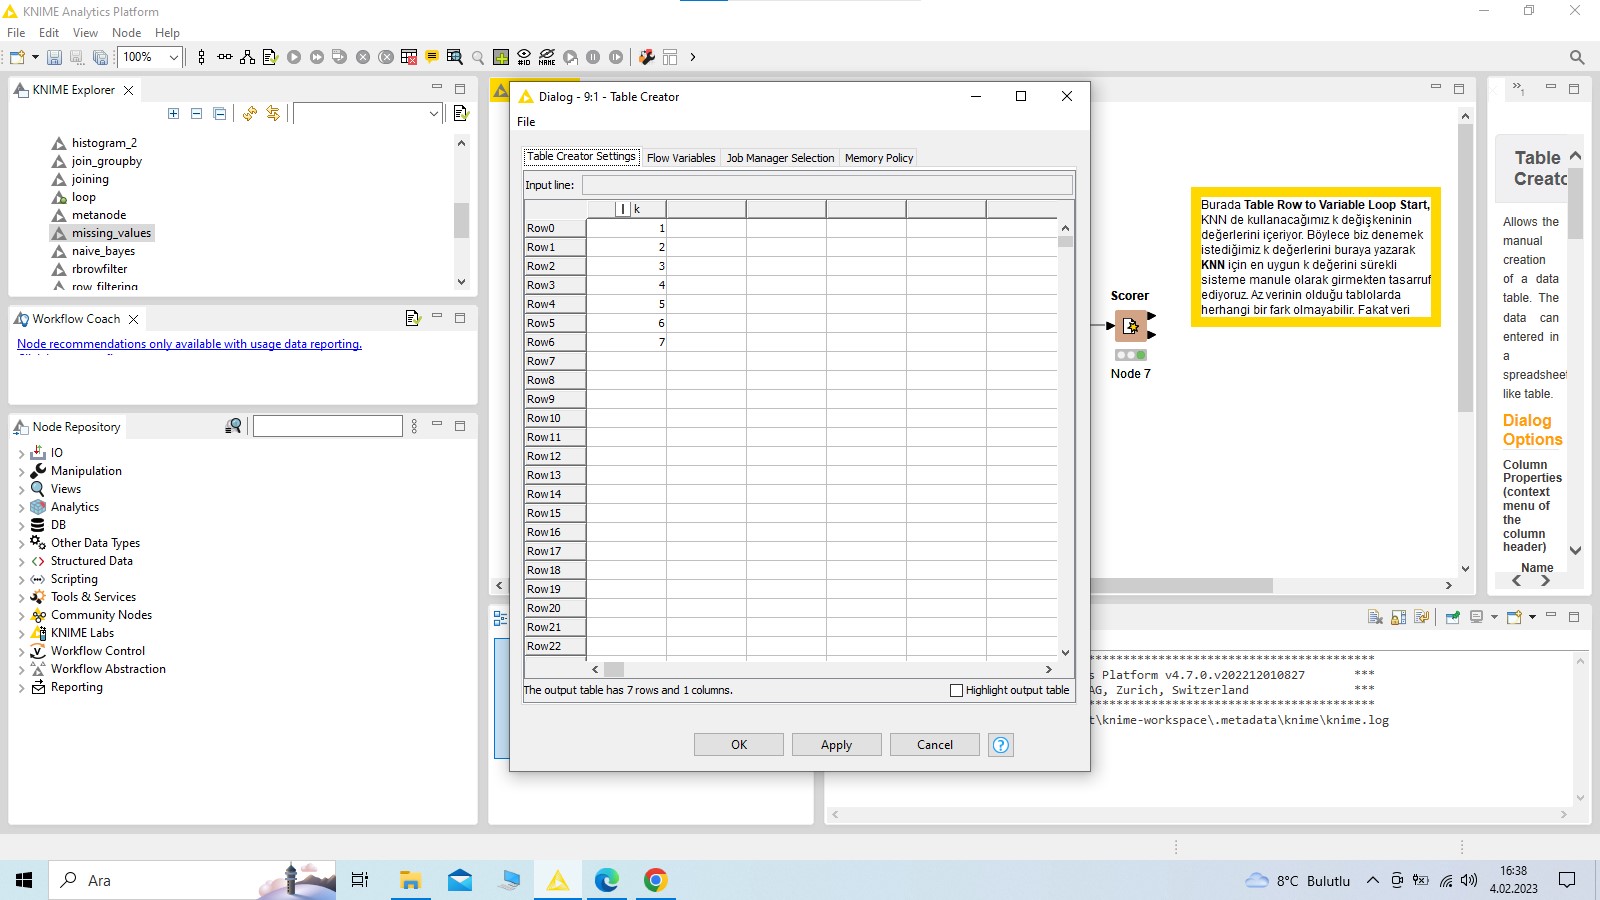 KNIME Analytics Platform
File Edit View Node Help
100%
#ID
NAME
KNIME Explorer
histogram_2
join_groupby
joining
loop
metanode
missing_values
naive_bayes
rbrowfilter
row_filtering
Workflow Coach
Node recommendations only available with usage data reporting.
Node Repository
IO
Manipulation
Views
Analytics
DB
Other Data Types
Structured Data
Scripting
Tools & Services
Community Nodes
KNIME Labs
Workflow Control
Workflow Abstraction
Reporting
Dialog - 9:1 - Table Creator
File
Table Creator Settings Flow Variables Job Manager Selection Memory Policy
Input line:
I k
Row0 1
Row1 2
Row2 3
Row3 4
Row4 5
Row5 6
Row6 7
Row7
Row8
Row9
Row10
Row11
Row12
Row13
Row14
Row15
Row16
Row17
Row18
Row19
Row20
Row21
Row22
The output table has 7 rows and 1 columns.
Highlight output table
OK Apply Cancel ?
Scorer
Node 7
Burada Table Row to Variable Loop Start,
KNN de kullanacağımız k değişkeninin
değerlerini içeriyor. Böylece biz denemek
istediğimiz k değerlerini buraya yazarak
KNN için en uygun k değerini sürekli
sisteme manule olarak girmekten tasarruf
ediyoruz. Az verinin olduğu tablolarda
herhangi bir fark olmayabilir. Fakat veri
»1
Table
Creato
Allows the
manual
creation
of a data
table. The
data can
entered in
a
spreadsheet
like table.
Dialog
Options
Column
Properties
(context
menu of
the
column
header)
Name
***************************************
s Platform v4.7.0.v202212010827 ***
AG, Zurich, Switzerland ***
***************************************
t\knime-workspace\.metadata\knime\knime.log
Ara
8°C Bulutlu
16:38
4.02.2023